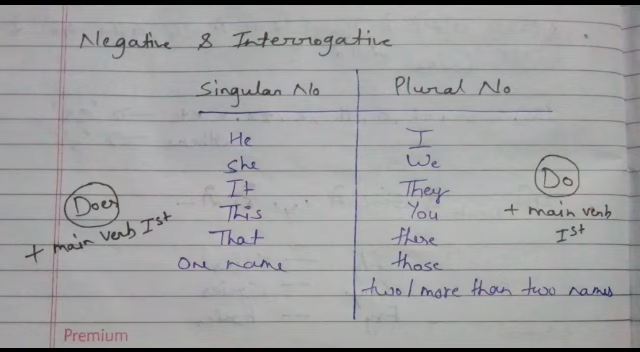 Negative & Interrogative
Singular No Plural No
He I
She We
It They
This You
That there
One name those
two/more than two names
Does
+ main verb Ist
Do
+ main verb
Ist
Premium